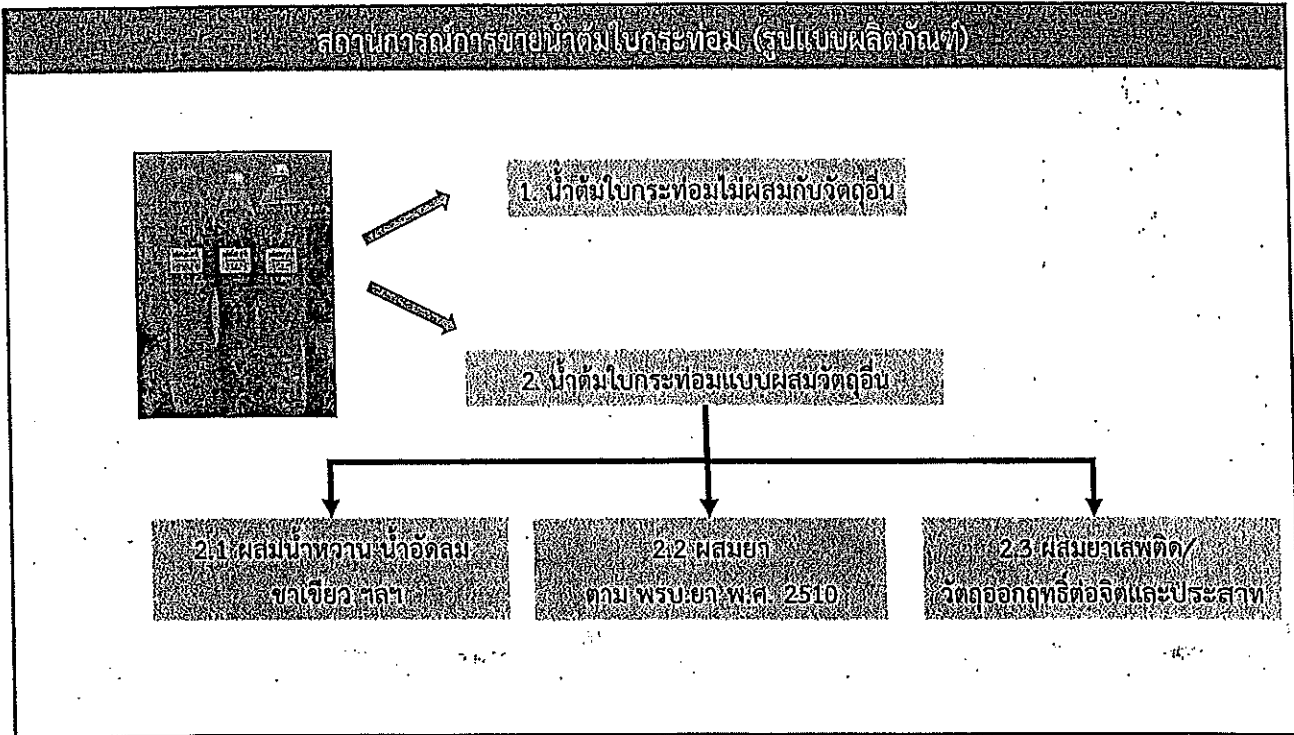 สถานการณ์การขายน้ำต้มใบกระท่อม (รูปแบบผลิตภัณฑ์)
1. น้ำต้มใบกระท่อมไม่ผสมกับวัตถุอื่น
2. น้ำต้มใบกระท่อมแบบผสมวัตถุอื่น
2.1 ผสมน้ำหวาน น้ำอัดลม
ชาเขียว ฯลฯ
2.2 ผสมยา
ตาม พรบ.ยา พ.ศ. 2510
2.3 ผสมยาเสพติด/
วัตถุออกฤทธิ์ต่อจิตและประสาท